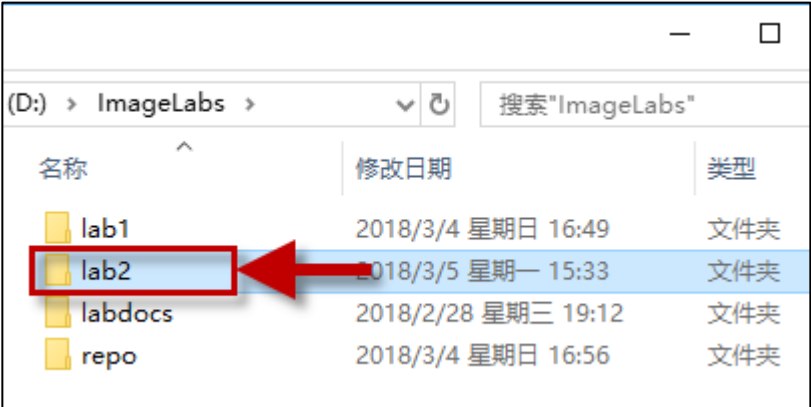 (D:) > ImageLabs >
搜索"ImageLabs"
名称 修改日期 类型
lab1 2018/3/4 星期日 16:49 文件夹
lab2 2018/3/5 星期一 15:33 文件夹
labdocs 2018/2/28 星期三 19:12 文件夹
repo 2018/3/4 星期日 16:56 文件夹